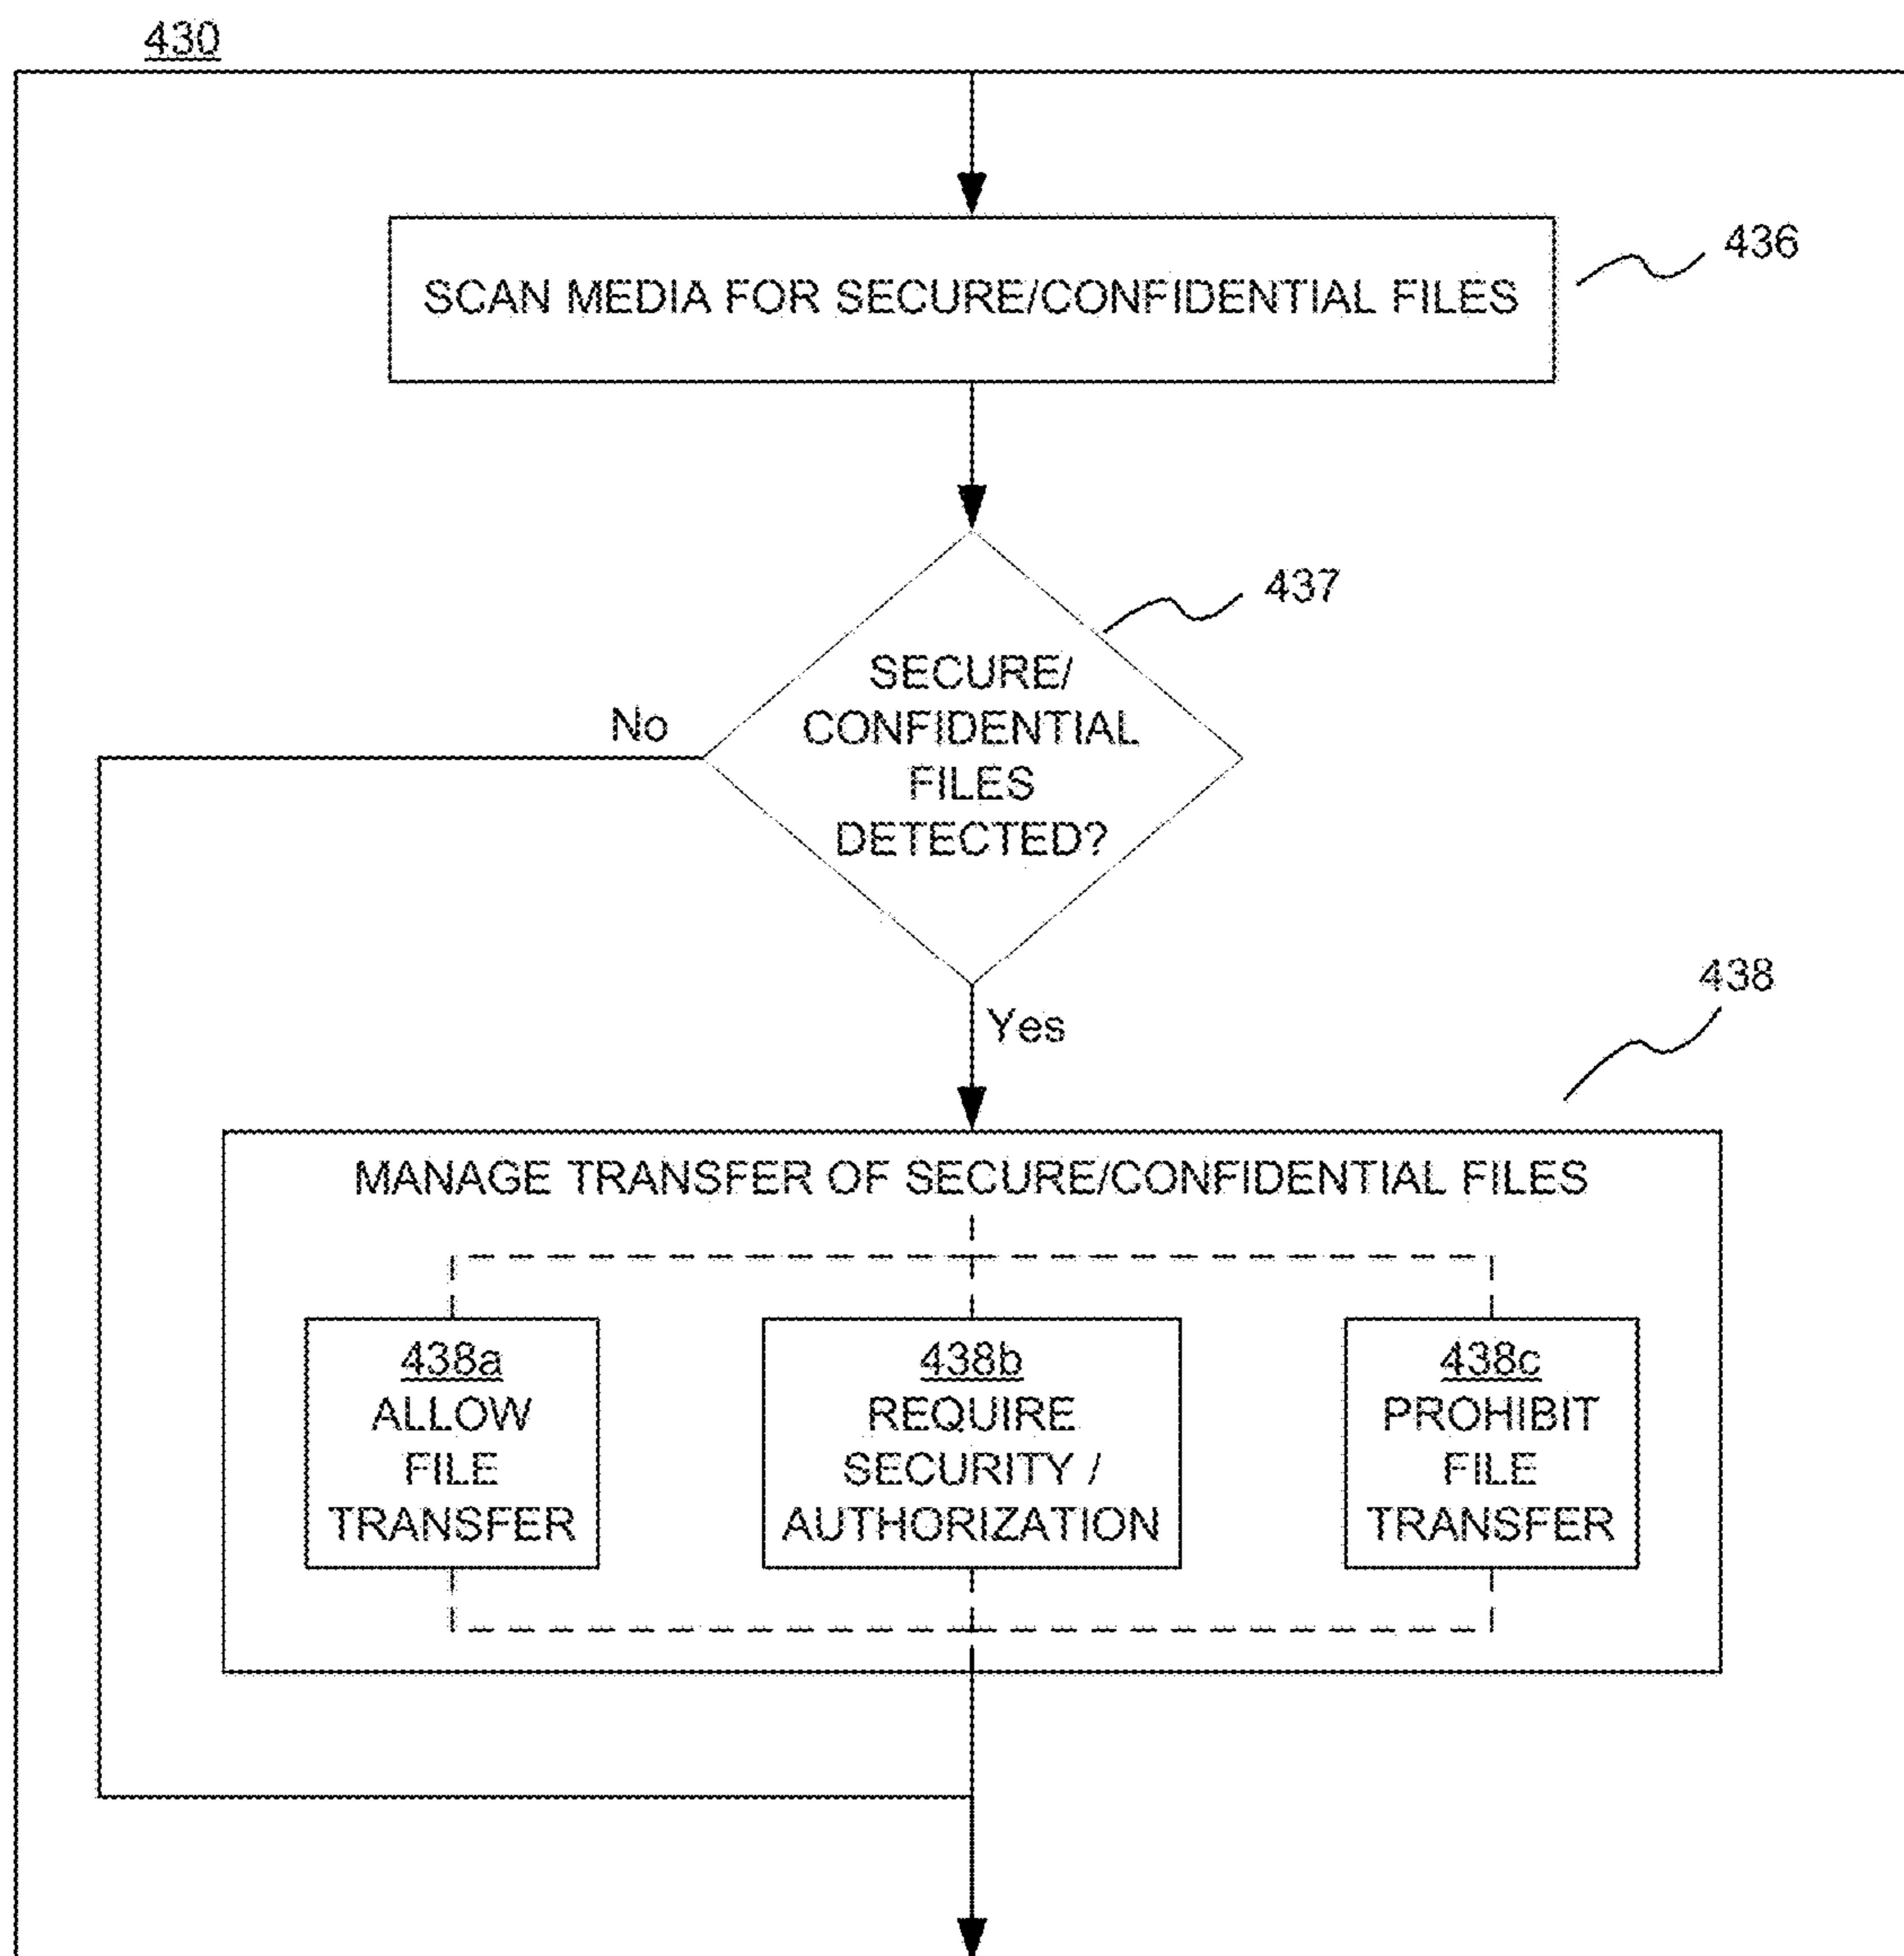 430
SCAN MEDIA FOR SECURE/CONFIDENTIAL FILES
436
437
SECURE/
CONFIDENTIAL
FILES
DETECTED?
No
Yes
438
MANAGE TRANSFER OF SECURE/CONFIDENTIAL FILES
438a
ALLOW
FILE
TRANSFER
438b
REQUIRE
SECURITY /
AUTHORIZATION
438c
PROHIBIT
FILE
TRANSFER